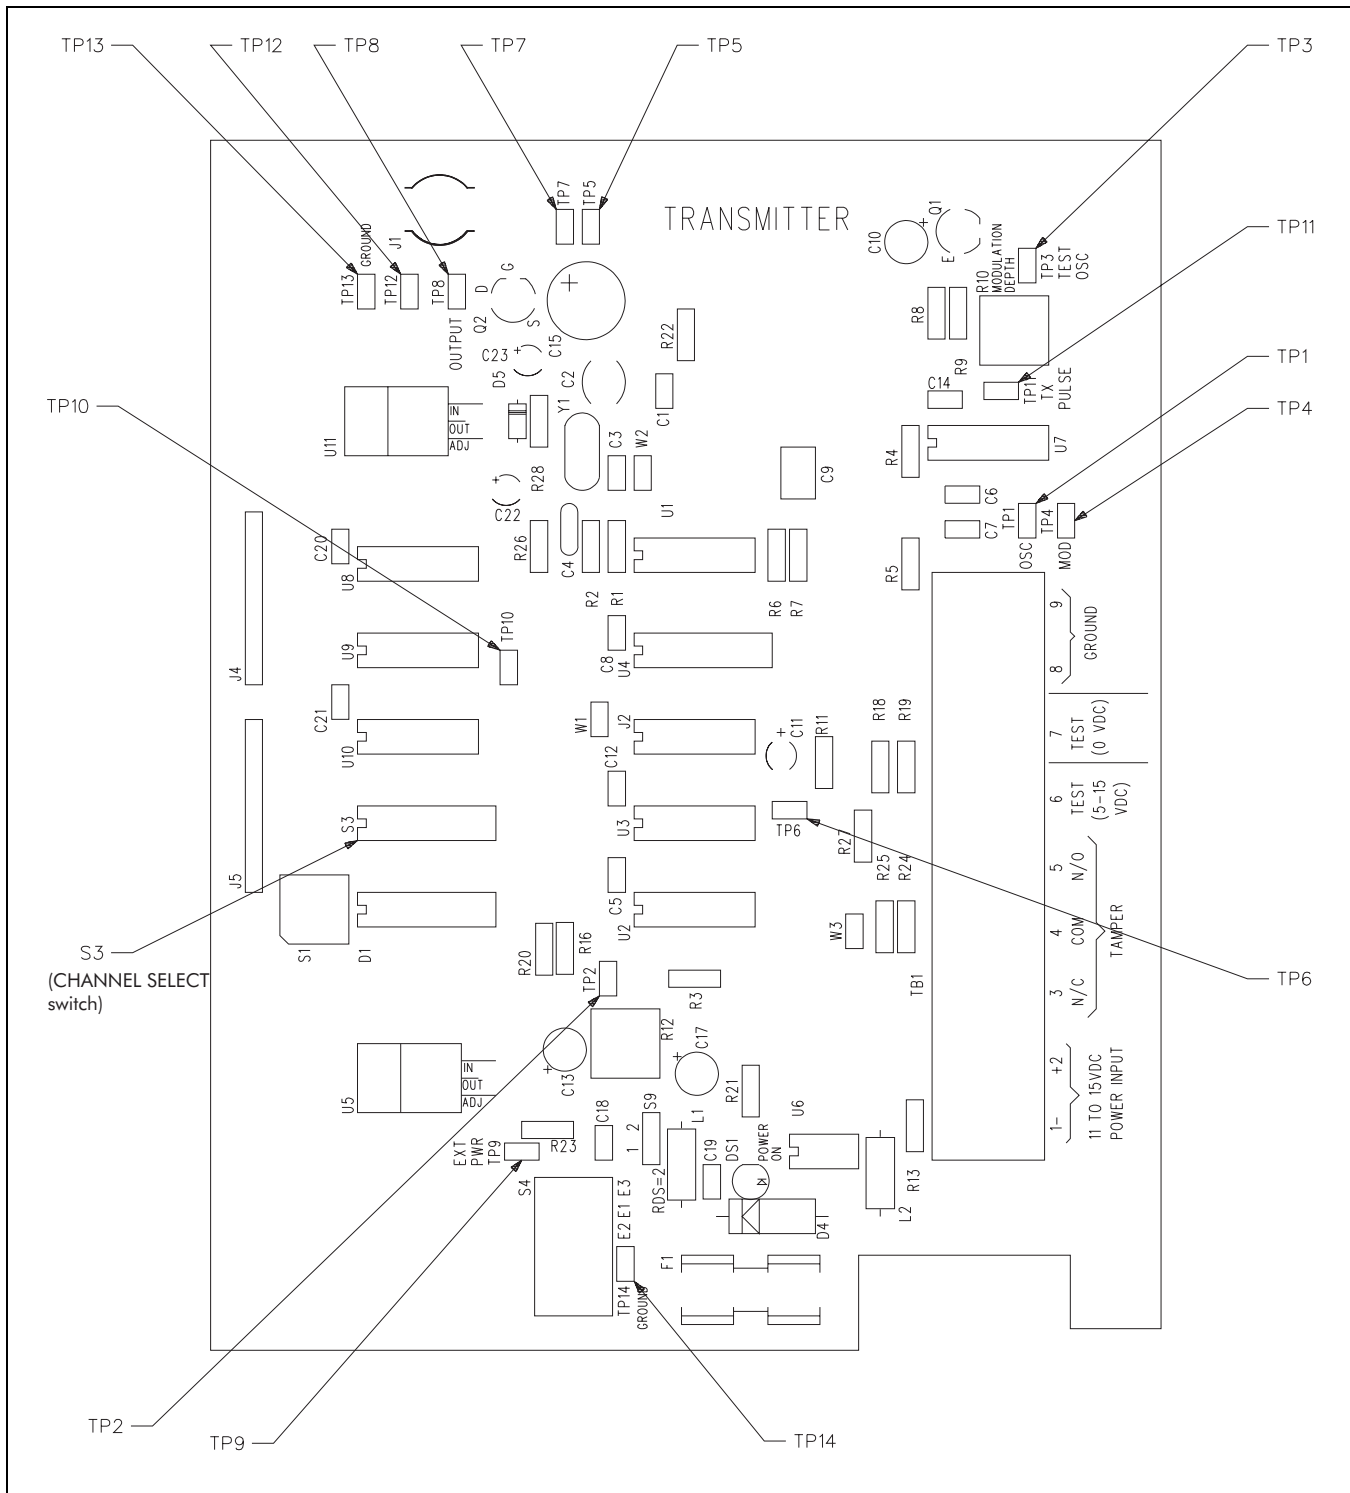 TP13
TP12
TP8
TP7
TP5
TP3
TP7
TP5
TRANSMITTER
C10
+
Q1
E
R10
MODULATION
DEPTH
TP3
TEST
OSC
TP11
GROUND
J1
TP13
TP12
TP8
OUTPUT
D
G
S
Q2
+
C15
R22
R8
R9
C23
+
D5
C2
C1
C14
TP11
TX
PULSE
TP1
TP10
U11
IN
OUT
ADJ
Y1
R28
C3
W2
C9
R4
U7
TP4
+
C22
C6
C7
TP1
OSC
TP4
MOD
C20
U8
R26
C4
R2
R1
U1
R6
R7
R5
J4
U9
TP10
C8
U4
9
8
GROUND
C21
U10
W1
J2
+
C11
R11
R18
R19
7
TEST
(0 VDC)
C12
6
TEST
(5-15
VDC)
J5
S3
U3
TP6
R27
R25
R24
5
N/O
4
COM
3
N/C
TAMPER
S1
D1
C5
U2
W3
TB1
S3
(CHANNEL SELECT
switch)
R20
R16
TP2
R3
TP6
U5
IN
OUT
ADJ
+
C13
R12
+
C17
R21
+2
1-
11 TO 15VDC
POWER INPUT
EXT
PWR
TP9
R23
C18
S9
1 2
L1
RDS=2
C19
DS1
POWER
ON
K
U6
L2
R13
S4
E2 E1 E3
D4
TP14
GROUND
F1
TP2
TP9
TP14